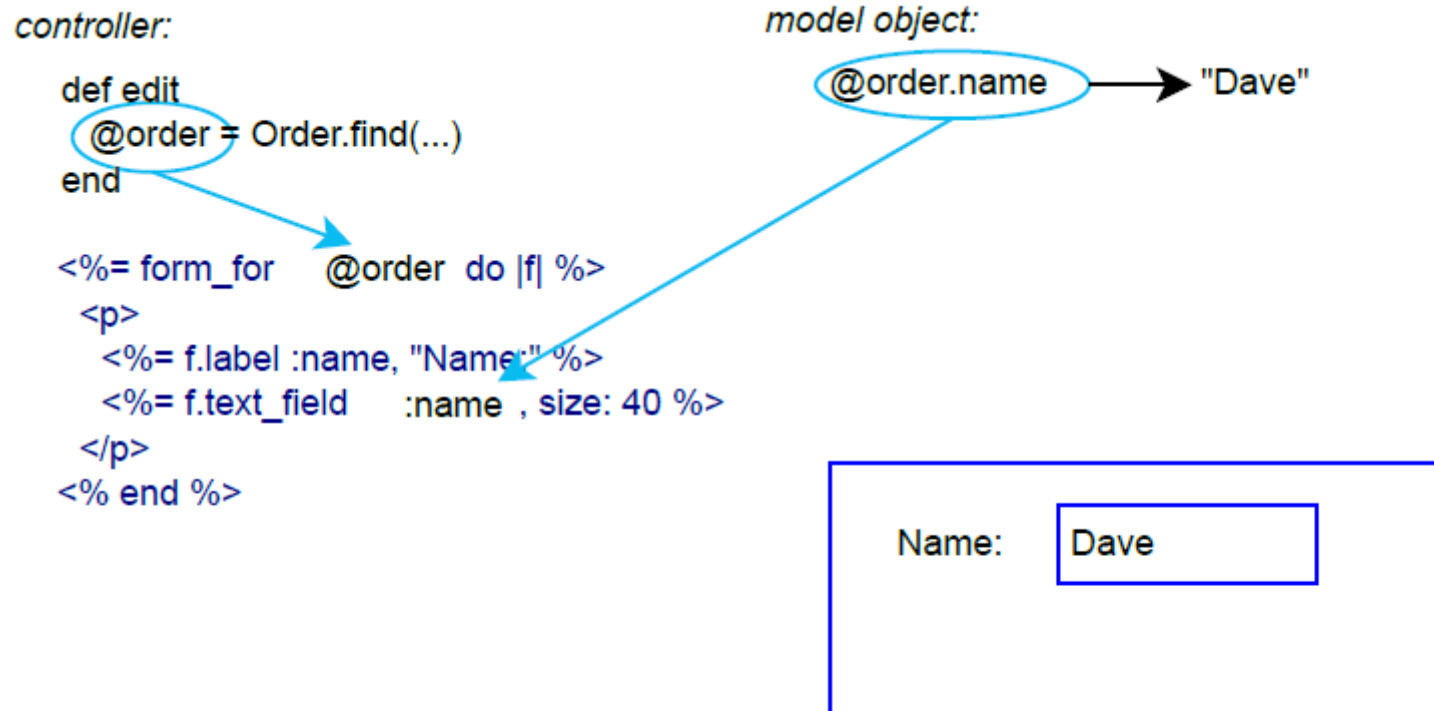 controller:
def edit
@order = Order.find(...)
end
<%= form_for @order do |f| %>
<p>
<%= f.label :name, "Name:" %>
<%= f.text_field :name , size: 40 %>
</p>
<% end %>
model object:
@order.name "Dave"
Name: Dave